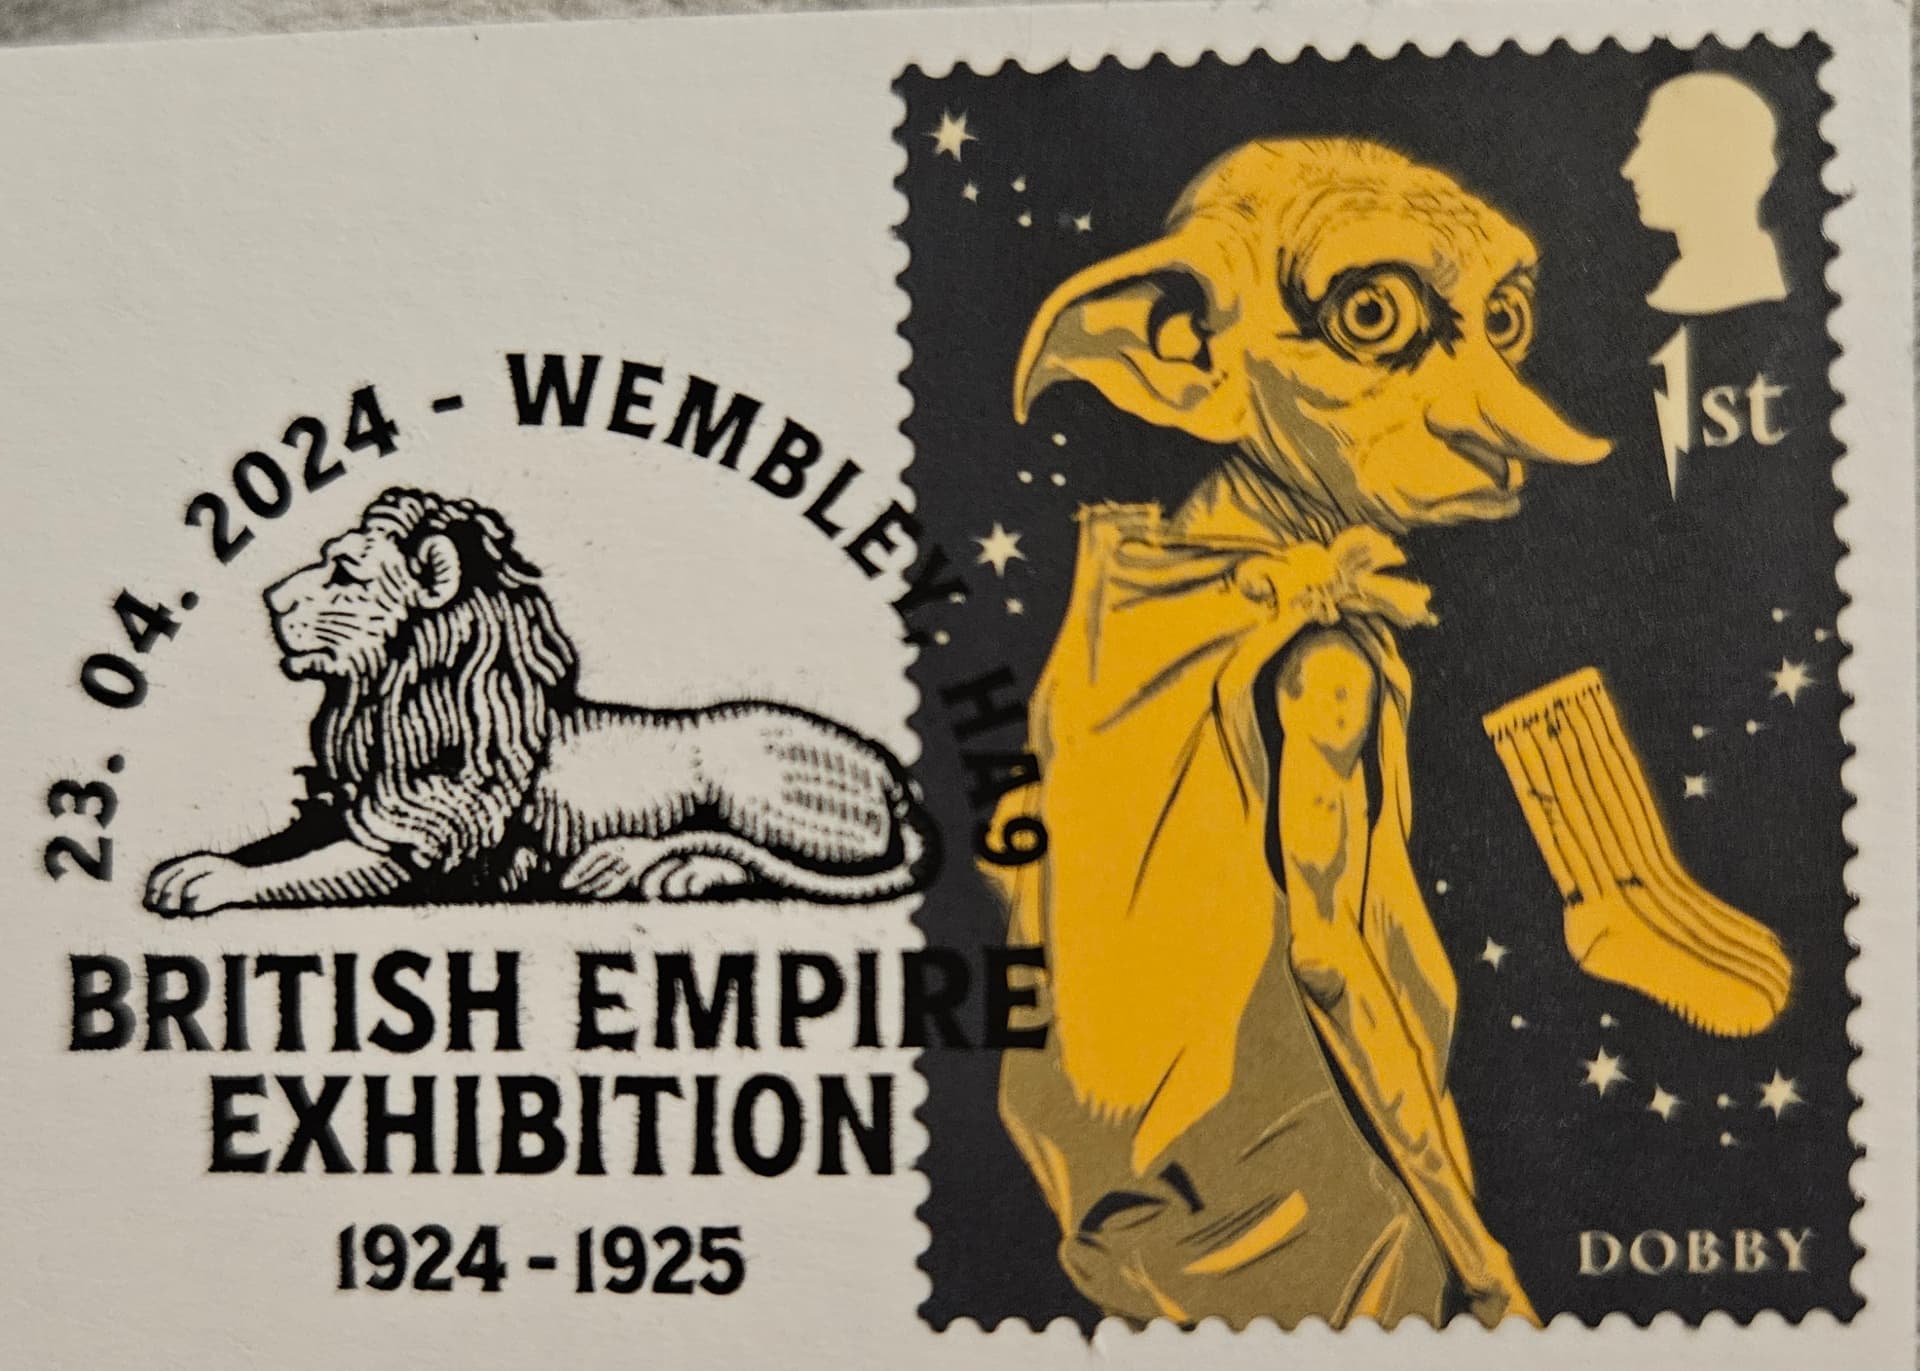 23. 04. 2024 - WEMBLEY, HA9
BRITISH EMPIRE
EXHIBITION
1924 - 1925
1st
DOBBY